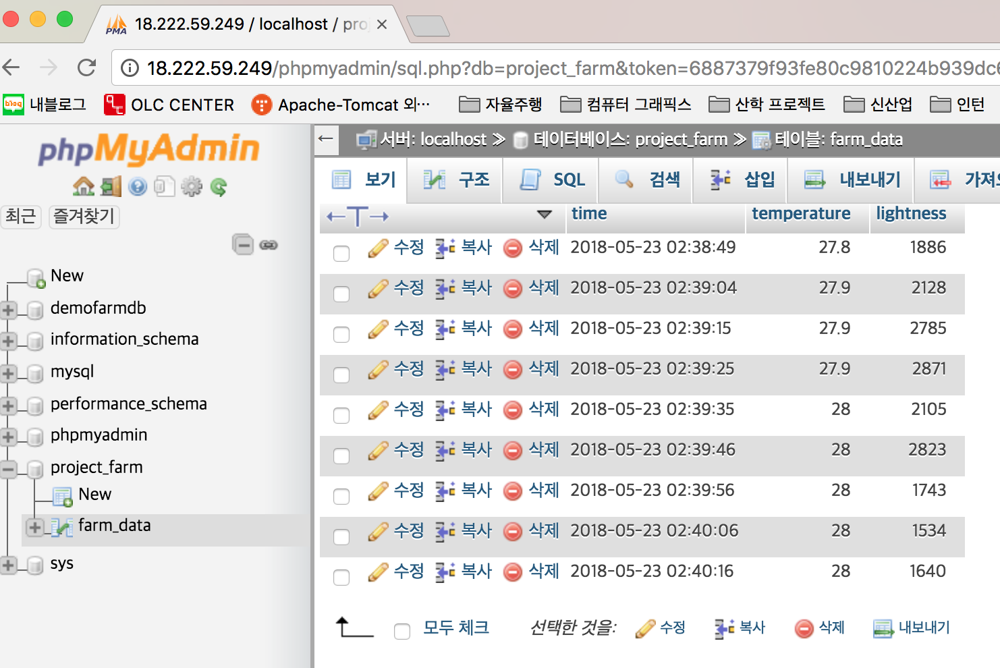 PMA 18.222.59.249 / localhost / proj
18.222.59.249/phpmyadmin/sql.php?db=project_farm&token=6887379f93fe80c9810224b939dc6
blog 내블로그 OLC CENTER Apache-Tomcat 외… 자율주행 컴퓨터 그래픽스 산학 프로젝트 신산업 인턴
phpMyAdmin
최근 즐겨찾기
New
demofarmdb
information_schema
mysql
performance_schema
phpmyadmin
project_farm
New
farm_data
sys
서버: localhost » 데이터베이스: project_farm » 테이블: farm_data
보기 구조 SQL 검색 삽입 내보내기 가져오
←T→ time temperature lightness
수정 복사 삭제 2018-05-23 02:38:49 27.8 1886
수정 복사 삭제 2018-05-23 02:39:04 27.9 2128
수정 복사 삭제 2018-05-23 02:39:15 27.9 2785
수정 복사 삭제 2018-05-23 02:39:25 27.9 2871
수정 복사 삭제 2018-05-23 02:39:35 28 2105
수정 복사 삭제 2018-05-23 02:39:46 28 2823
수정 복사 삭제 2018-05-23 02:39:56 28 1743
수정 복사 삭제 2018-05-23 02:40:06 28 1534
수정 복사 삭제 2018-05-23 02:40:16 28 1640
모두 체크 선택한 것을: 수정 복사 삭제 내보내기